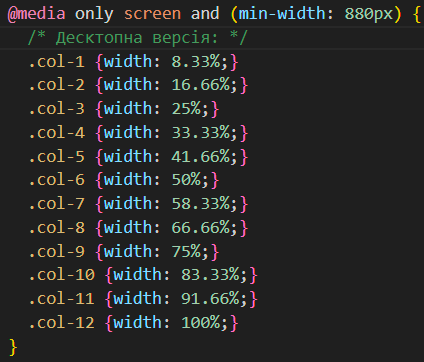 @media only screen and (min-width: 880px) {
/* Десктопна версія: */
.col-1 {width: 8.33%;}
.col-2 {width: 16.66%;}
.col-3 {width: 25%;}
.col-4 {width: 33.33%;}
.col-5 {width: 41.66%;}
.col-6 {width: 50%;}
.col-7 {width: 58.33%;}
.col-8 {width: 66.66%;}
.col-9 {width: 75%;}
.col-10 {width: 83.33%;}
.col-11 {width: 91.66%;}
.col-12 {width: 100%;}
}